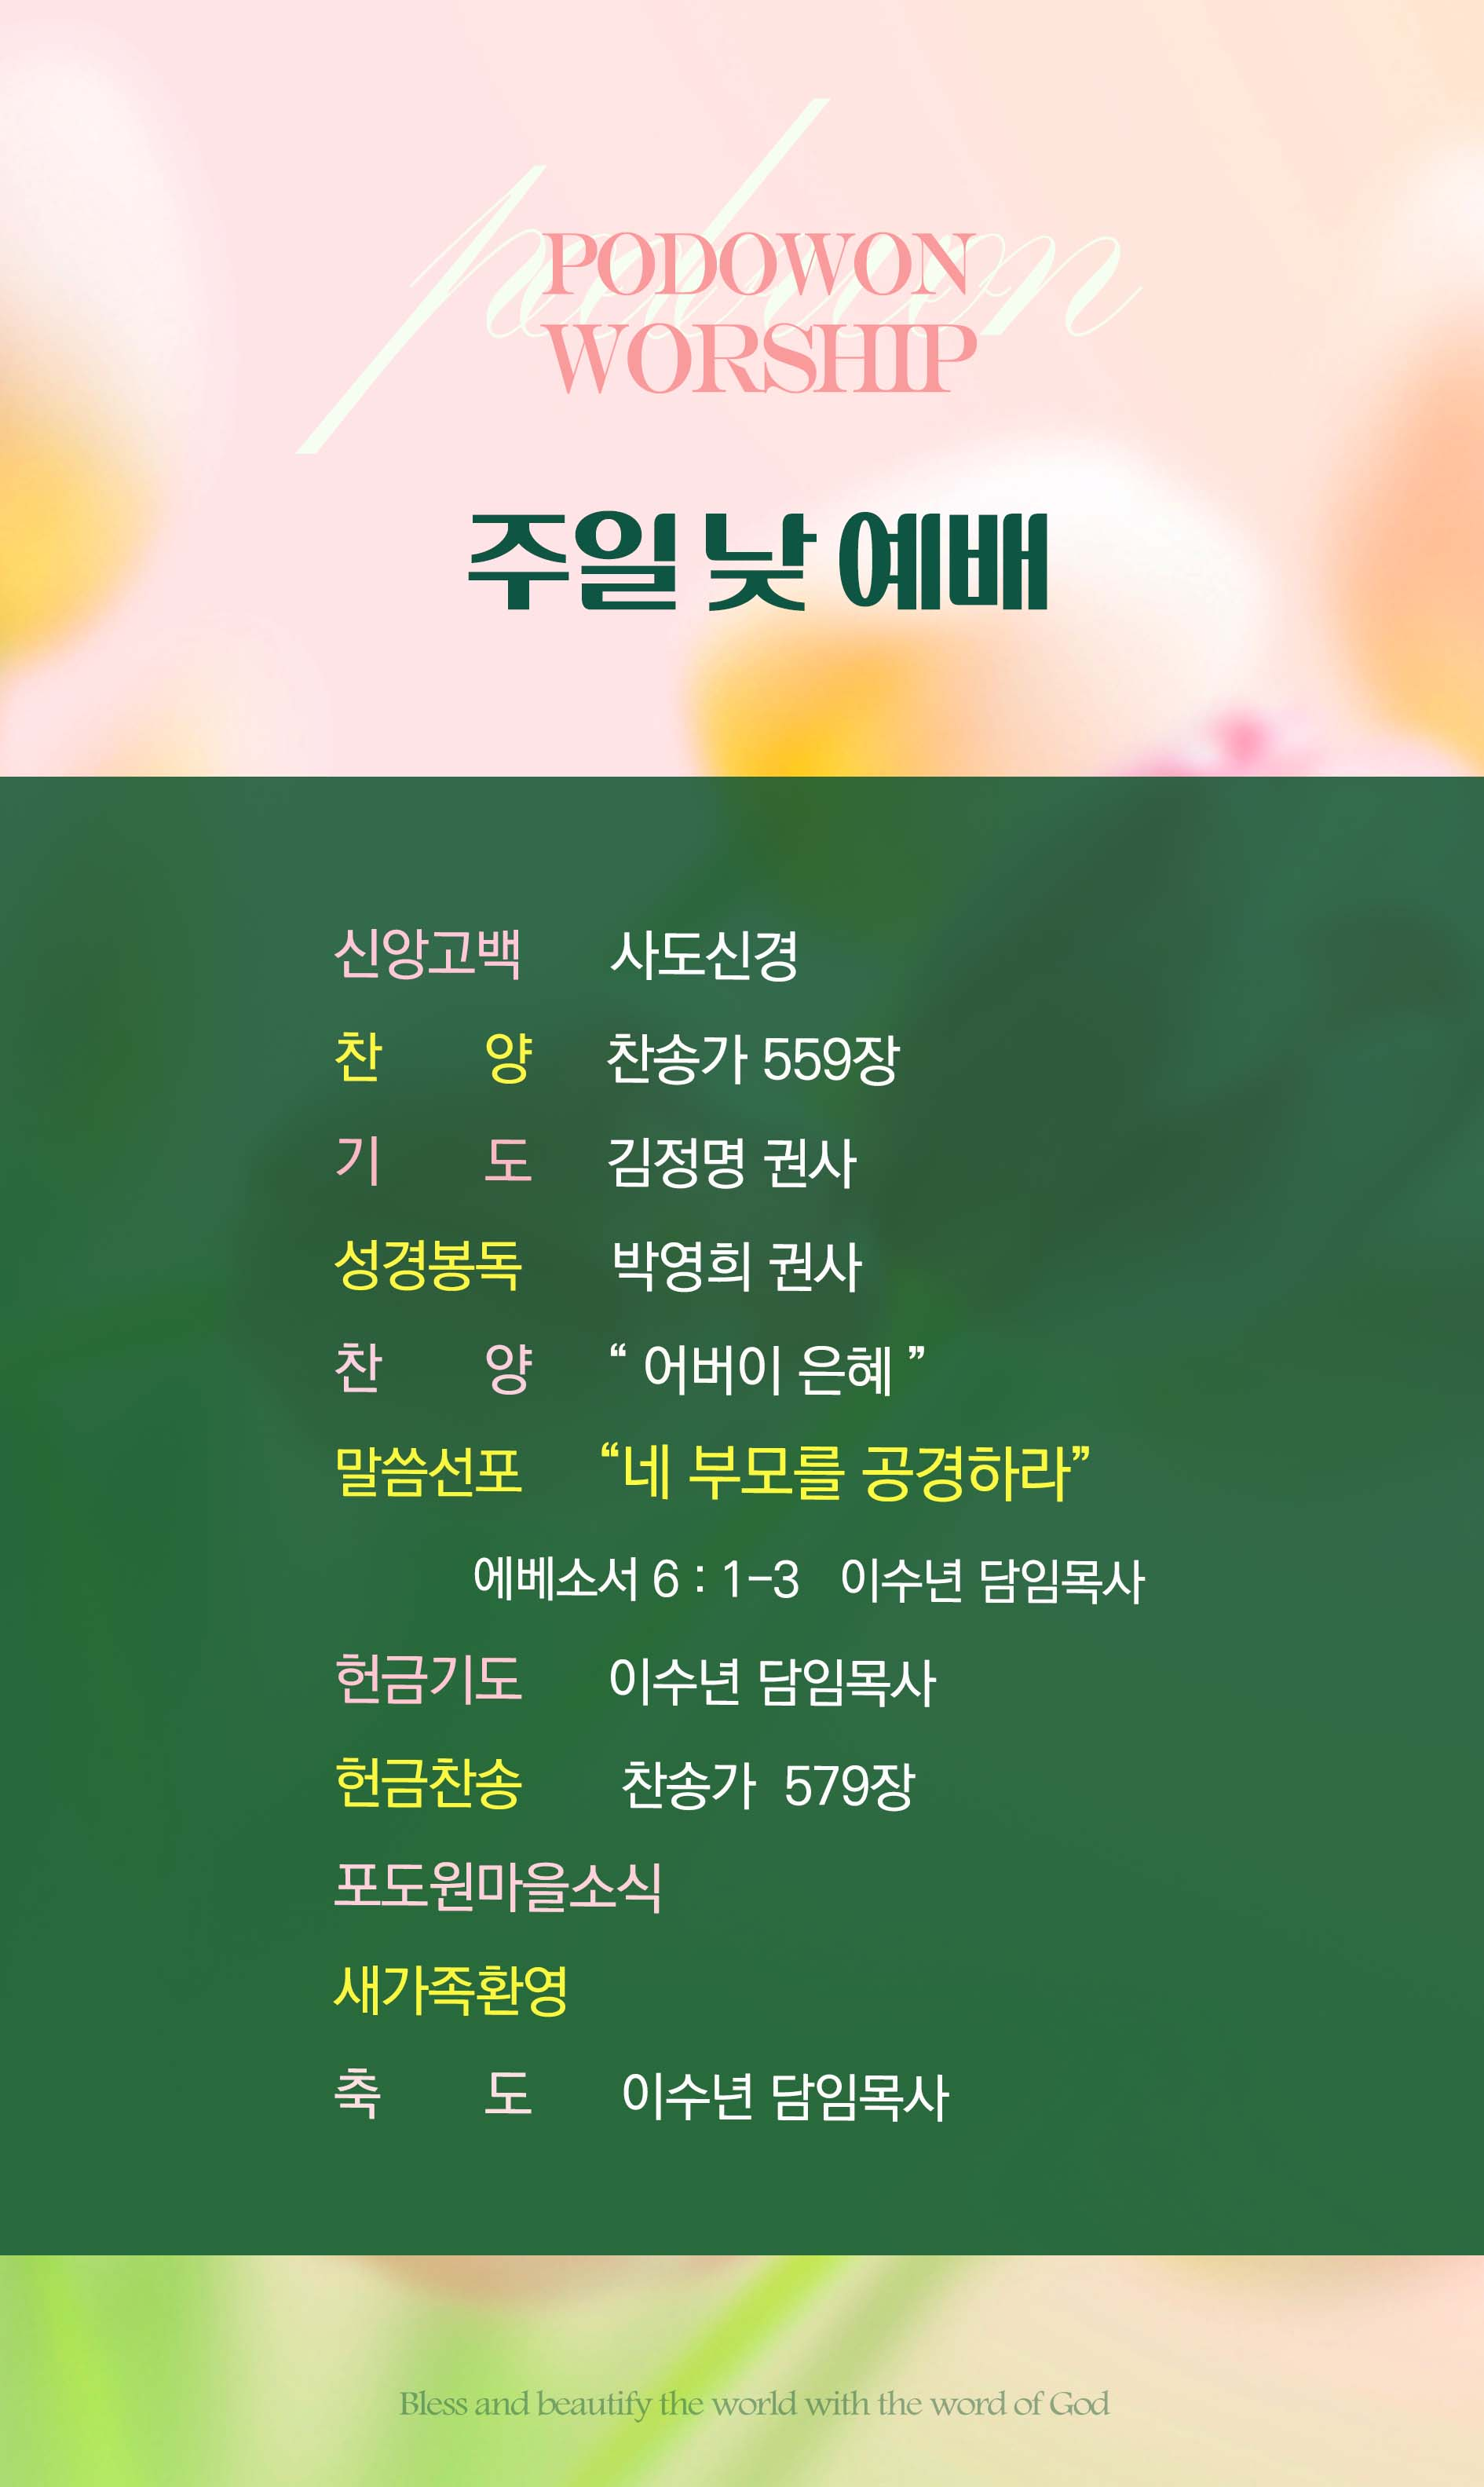 podowon
PODOWON
WORSHIP
주일 낮 예배
신앙고백 사도신경
찬 양 찬송가 559장
기 도 김정명 권사
성경봉독 박영희 권사
찬 양 “ 어버이 은혜 ”
말씀선포 “네 부모를 공경하라”
에베소서 6 : 1-3 이수년 담임목사
헌금기도 이수년 담임목사
헌금찬송 찬송가 579장
포도원마을소식
새가족환영
축 도 이수년 담임목사
Bless and beautify the world with the word of God